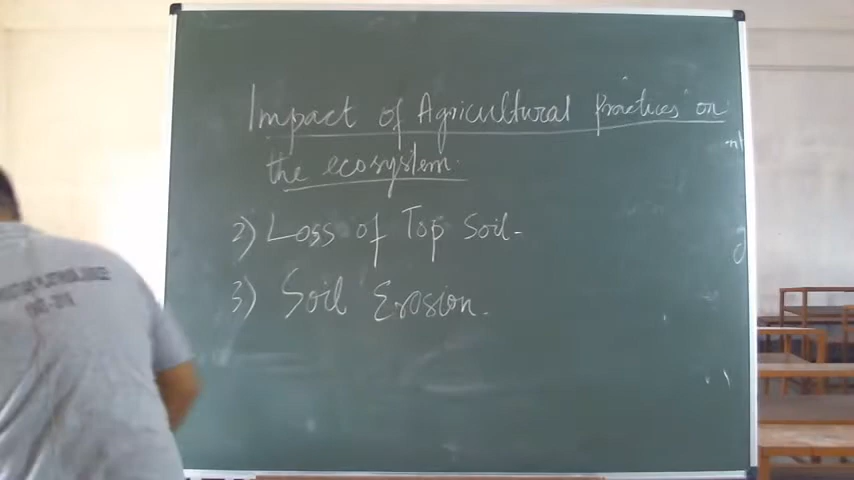 Impact of Agricultural Practices on
the ecosystem.
2) Loss of Top Soil.
3) Soil Erosion.